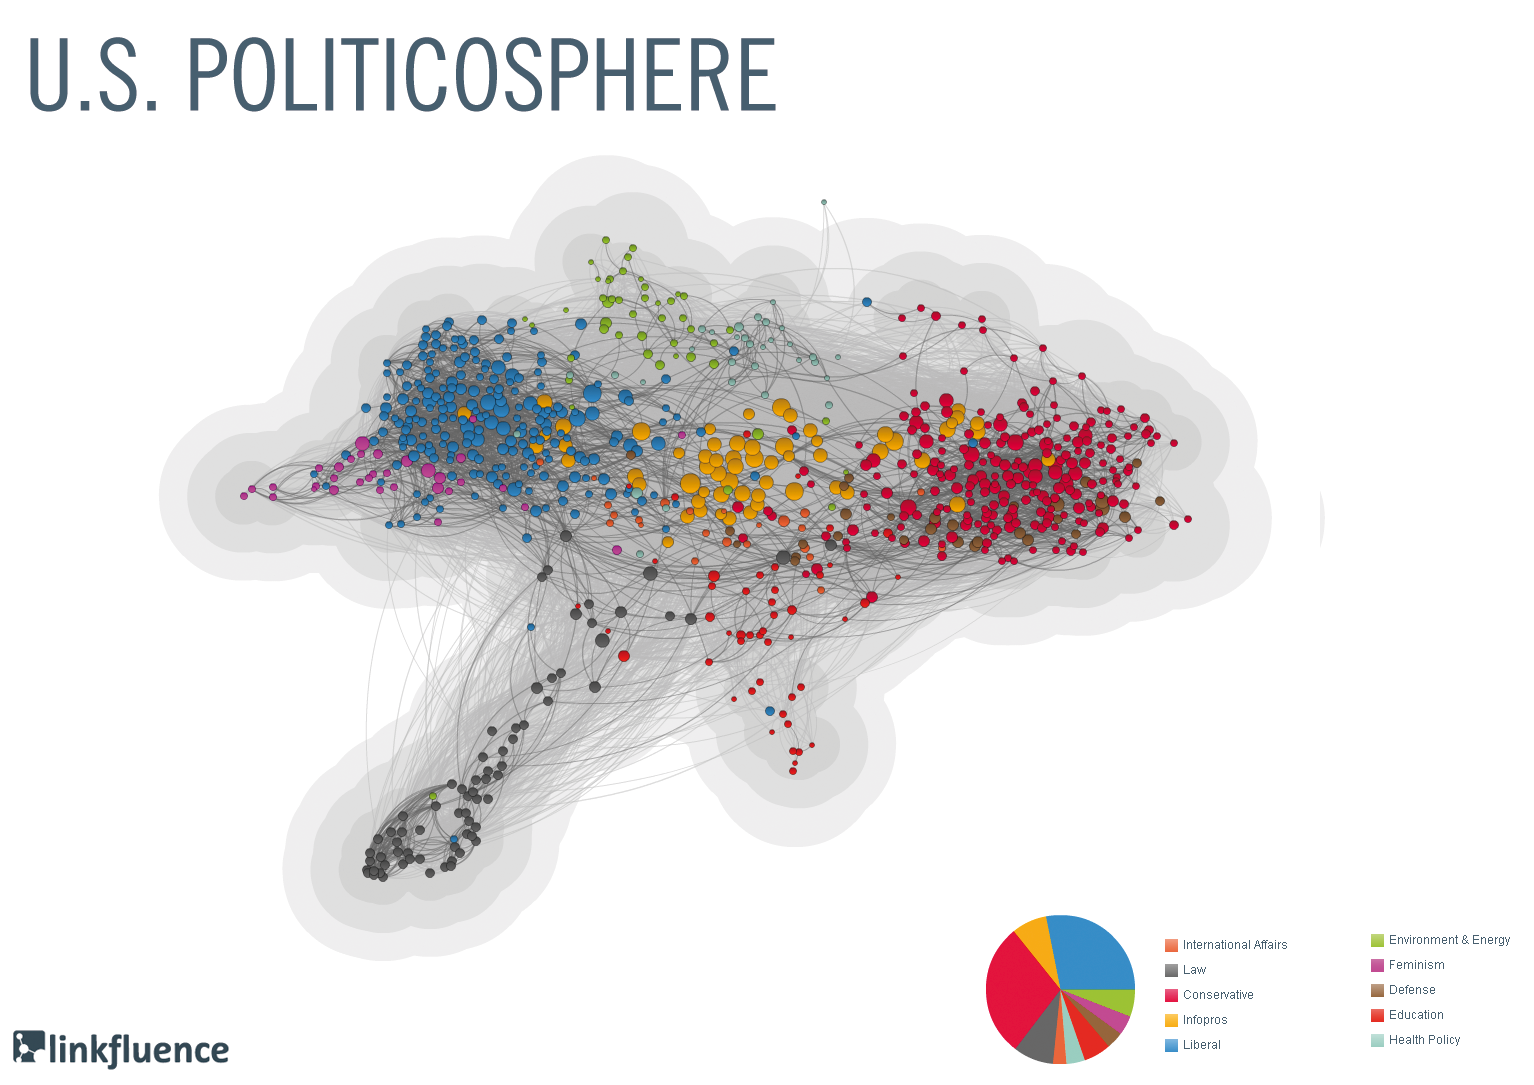 U.S. POLITICOSPHERE
International Affairs
Law
Conservative
Infopros
Liberal
Environment & Energy
Feminism
Defense
Education
Health Policy
linkfluence